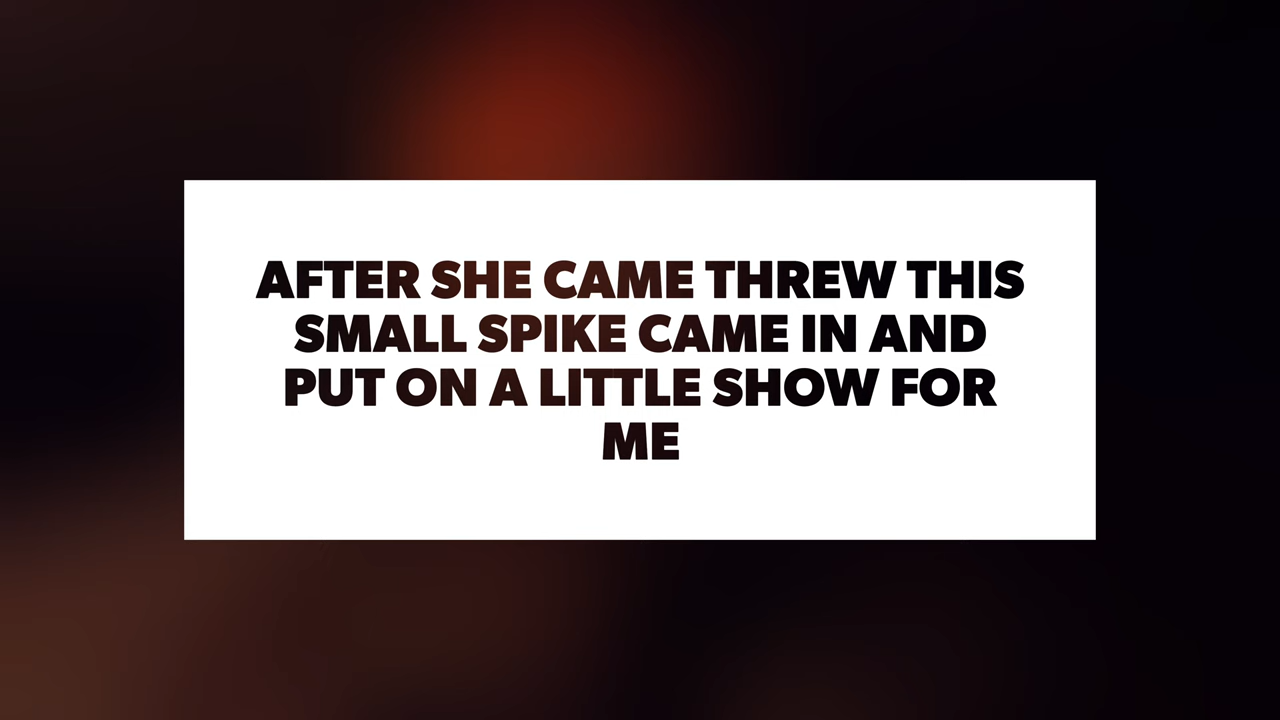 AFTER SHE CAME THREW THIS
SMALL SPIKE CAME IN AND
PUT ON A LITTLE SHOW FOR
ME